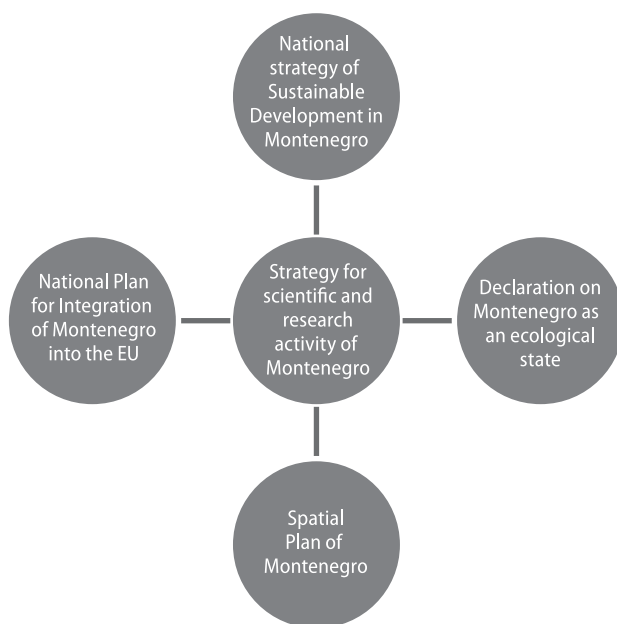 National
strategy of
Sustainable
Development in
Montenegro
National Plan
for Integration
of Montenegro
into the EU
Strategy for
scientific and
research
activity of
Montenegro
Declaration on
Montenegro as
an ecological
state
Spatial
Plan of
Montenegro